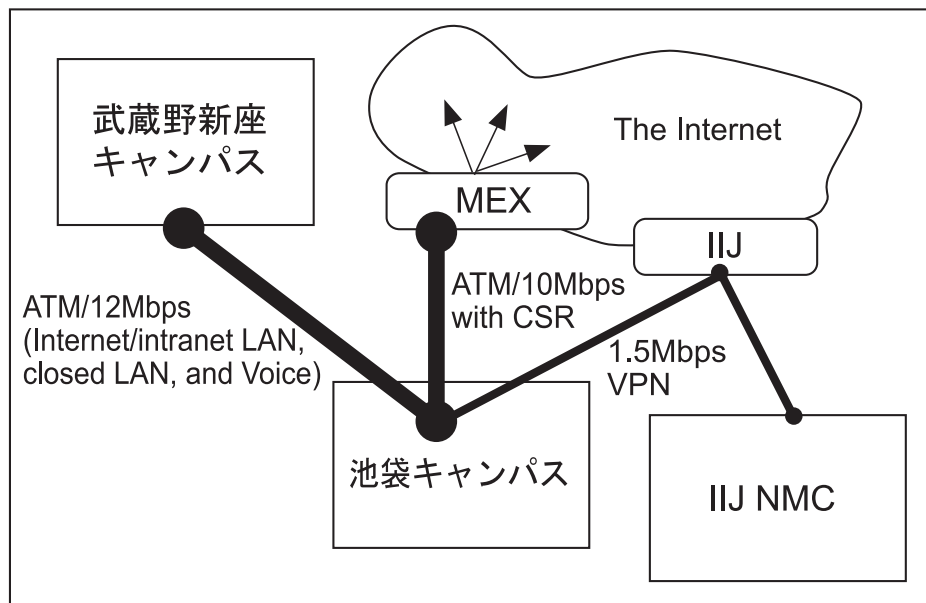 武蔵野新座
キャンパス
The Internet
MEX
IIJ
ATM/12Mbps
(Internet/intranet LAN,
closed LAN, and Voice)
ATM/10Mbps
with CSR
1.5Mbps
VPN
池袋キャンパス
IIJ NMC